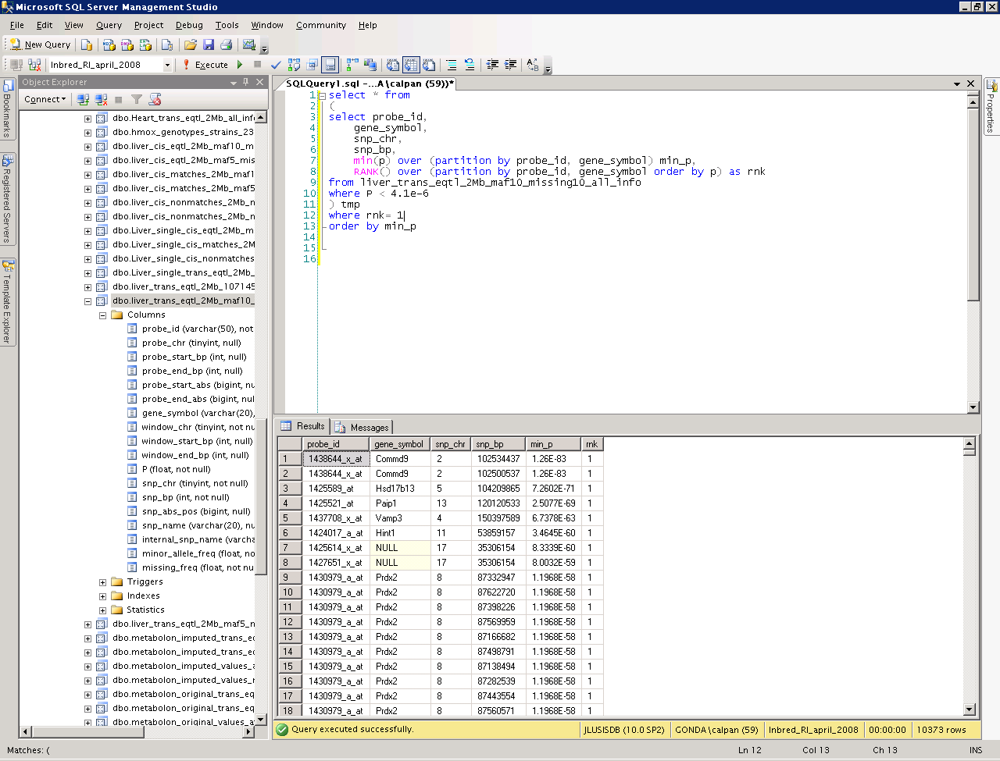 Microsoft SQL Server Management Studio
File Edit View Query Project Debug Tools Window Community Help
New Query
Inbred_RI_april_2008 Execute
Object Explorer
Connect
Bookmarks
Registered Servers
Template Explorer
Properties
dbo.Heart_trans_eqtl_2Mb_all_info
dbo.hmox_genotypes_strains_23
dbo.liver_cis_eqtl_2Mb_maf10_m
dbo.liver_cis_eqtl_2Mb_maf5_mis
dbo.liver_cis_matches_2Mb_maf1
dbo.liver_cis_matches_2Mb_maf5
dbo.liver_cis_nonmatches_2Mb_m
dbo.liver_cis_nonmatches_2Mb_m
dbo.Liver_single_cis_eqtl_2Mb_m
dbo.Liver_single_cis_matches_2M
dbo.Liver_single_cis_nonmatches
dbo.Liver_single_trans_eqtl_2Mb_
dbo.liver_trans_eqtl_2Mb_107145
dbo.liver_trans_eqtl_2Mb_maf10_
Columns
probe_id (varchar(50), not
probe_chr (tinyint, null)
probe_start_bp (int, null)
probe_end_bp (int, null)
probe_start_abs (bigint, nu
probe_end_abs (bigint, null
gene_symbol (varchar(20),
window_chr (tinyint, not nu
window_start_bp (int, null)
window_end_bp (int, null)
P (float, not null)
snp_chr (tinyint, not null)
snp_bp (int, not null)
snp_abs_pos (bigint, null)
snp_name (varchar(20), nu
internal_snp_name (varcha
minor_allele_freq (float, no
missing_freq (float, not nu
Triggers
Indexes
Statistics
dbo.liver_trans_eqtl_2Mb_maf5_m
dbo.metabolon_imputed_trans_eq
dbo.metabolon_imputed_trans_eq
dbo.metabolon_imputed_values_a
dbo.metabolon_imputed_values_r
dbo.metabolon_original_trans_eq
dbo.metabolon_original_trans_eq
dbo.metabolon_original_values_a
SQLQuery1.sql -...A\calpan (59))*
1 select * from
2 (
3 select probe_id,
4 gene_symbol,
5 snp_chr,
6 snp_bp,
7 min(p) over (partition by probe_id, gene_symbol) min_p,
8 RANK() over (partition by probe_id, gene_symbol order by p) as rnk
9 from liver_trans_eqtl_2Mb_maf10_missing10_all_info
10 where P < 4.1e-6
11 ) tmp
12 where rnk= 1
13 order by min_p
14
15
16
Results Messages
probe_id gene_symbol snp_chr snp_bp min_p rnk
1 1438644_x_at Commd9 2 102534437 1.26E-83 1
2 1438644_x_at Commd9 2 102500537 1.26E-83 1
3 1425589_at Hsd17b13 5 104209865 7.2602E-71 1
4 1425521_at Paip1 13 120120533 2.5077E-69 1
5 1437708_x_at Vamp3 4 150397589 6.7378E-63 1
6 1424017_a_at Hint1 11 53859157 3.4645E-60 1
7 1425614_x_at NULL 17 35306154 8.3339E-60 1
8 1427651_x_at NULL 17 35306154 8.0032E-59 1
9 1430979_a_at Prdx2 8 87332947 1.1968E-58 1
10 1430979_a_at Prdx2 8 87622720 1.1968E-58 1
11 1430979_a_at Prdx2 8 87398226 1.1968E-58 1
12 1430979_a_at Prdx2 8 87569959 1.1968E-58 1
13 1430979_a_at Prdx2 8 87166682 1.1968E-58 1
14 1430979_a_at Prdx2 8 87498791 1.1968E-58 1
15 1430979_a_at Prdx2 8 87138494 1.1968E-58 1
16 1430979_a_at Prdx2 8 87282539 1.1968E-58 1
17 1430979_a_at Prdx2 8 87443554 1.1968E-58 1
18 1430979_a_at Prdx2 8 87560571 1.1968E-58 1
Query executed successfully. JLUSISDB (10.0 SP2) GONDA\calpan (59) Inbred_RI_april_2008 00:00:00 10373 rows
Matches: ( Ln 12 Col 13 Ch 13 INS